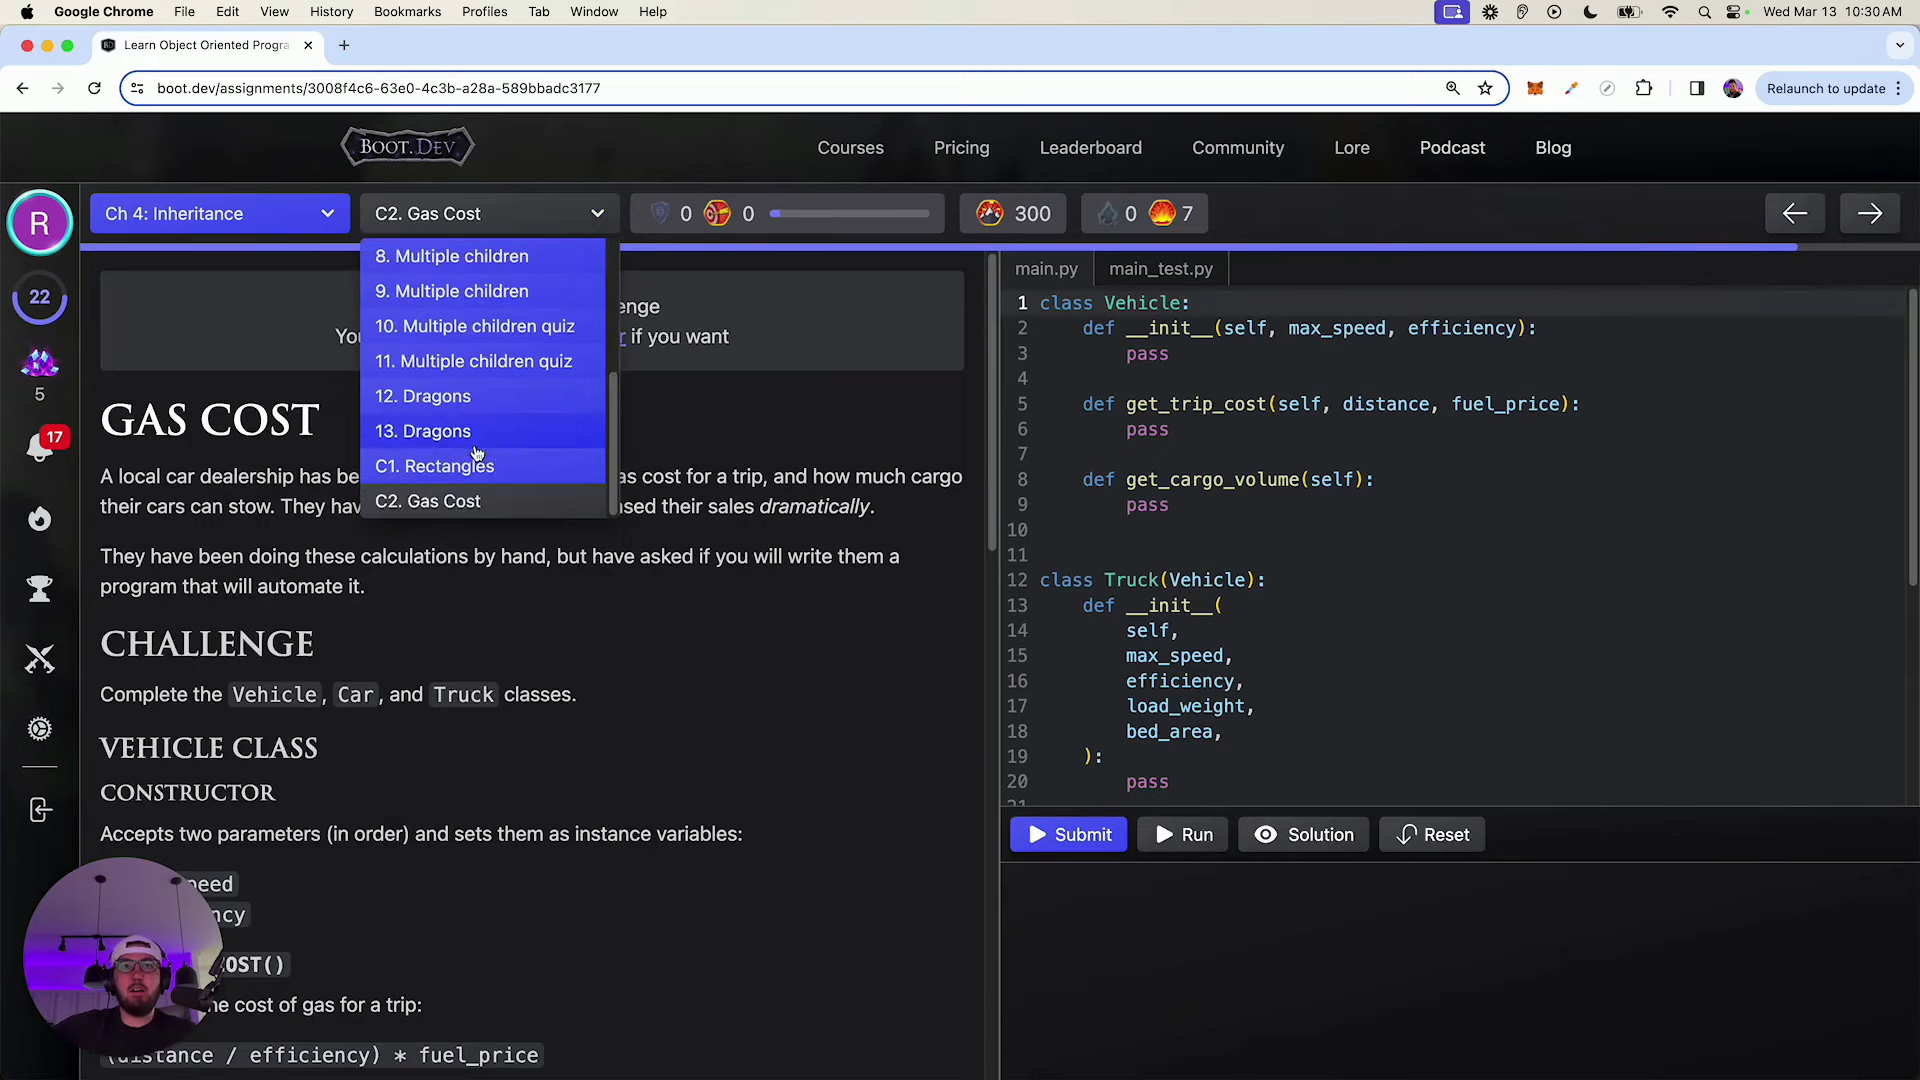 Google Chrome File Edit View History Bookmarks Profiles Tab Window Help Wed Mar 13 10:30 AM
Learn Object Oriented Progra
boot.dev/assignments/3008f4c6-63e0-4c3b-a28a-589bbadc3177
Relaunch to update
BOOT.DEV
Courses Pricing Leaderboard Community Lore Podcast Blog
R
22
5
17
Ch 4: Inheritance
C2. Gas Cost
0 0
300
0 7
8. Multiple children
9. Multiple children
10. Multiple children quiz
11. Multiple children quiz
12. Dragons
13. Dragons
C1. Rectangles
C2. Gas Cost
enge
You r if you want
GAS COST
A local car dealership has be as cost for a trip, and how much cargo
their cars can stow. They hav sed their sales dramatically.
They have been doing these calculations by hand, but have asked if you will write them a
program that will automate it.
CHALLENGE
Complete the Vehicle, Car, and Truck classes.
VEHICLE CLASS
CONSTRUCTOR
Accepts two parameters (in order) and sets them as instance variables:
peed
ncy
COST()
he cost of gas for a trip:
(distance / efficiency) * fuel_price
main.py
main_test.py
1 class Vehicle:
2 def __init__(self, max_speed, efficiency):
3 pass
4
5 def get_trip_cost(self, distance, fuel_price):
6 pass
7
8 def get_cargo_volume(self):
9 pass
10
11
12 class Truck(Vehicle):
13 def __init__(
14 self,
15 max_speed,
16 efficiency,
17 load_weight,
18 bed_area,
19 ):
20 pass
Submit
Run
Solution
Reset